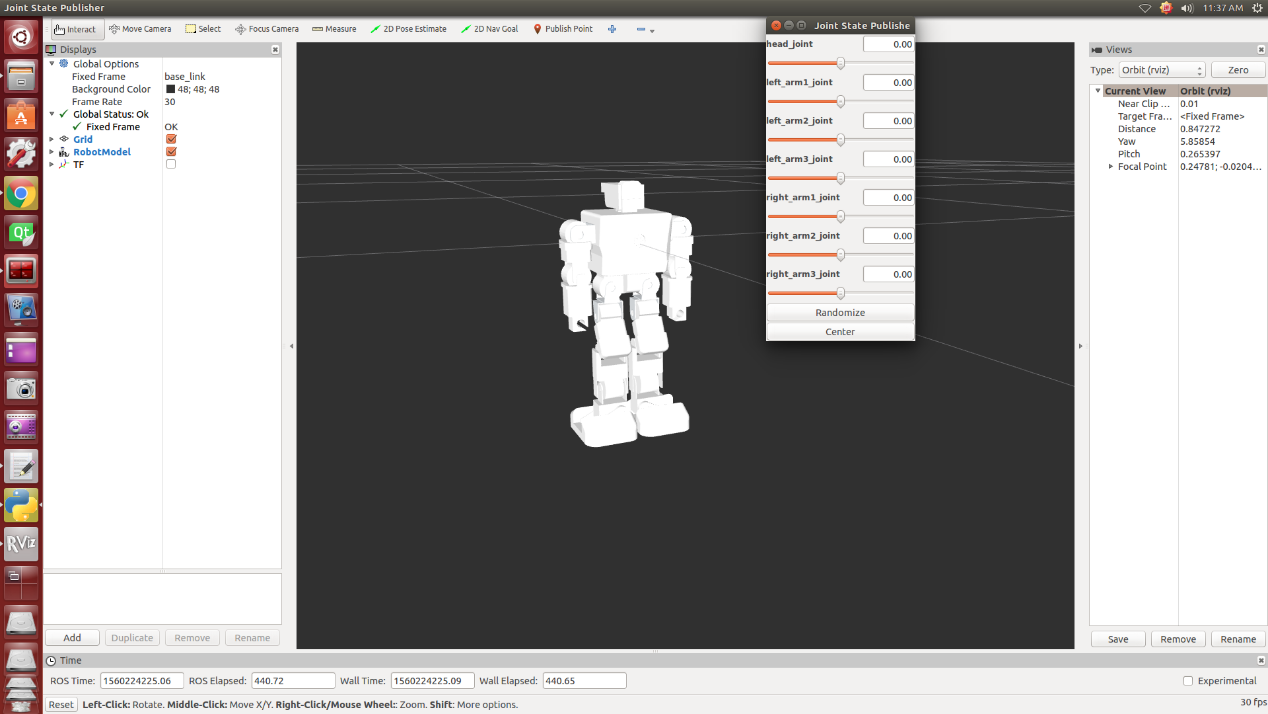 Joint State Publisher
11:37 AM
Interact
Move Camera
Select
Focus Camera
Measure
2D Pose Estimate
2D Nav Goal
Publish Point
Displays
Global Options
Fixed Frame base_link
Background Color 48; 48; 48
Frame Rate 30
Global Status: Ok
Fixed Frame OK
Grid
RobotModel
TF
Add Duplicate Remove Rename
Joint State Publishe
head_joint 0.00
left_arm1_joint 0.00
left_arm2_joint 0.00
left_arm3_joint 0.00
right_arm1_joint 0.00
right_arm2_joint 0.00
right_arm3_joint 0.00
Randomize
Center
Views
Type: Orbit (rviz) Zero
Current View Orbit (rviz)
Near Clip ... 0.01
Target Fra... <Fixed Frame>
Distance 0.847272
Yaw 5.85854
Pitch 0.265397
Focal Point 0.24781; -0.0204...
Save Remove Rename
Time
ROS Time: 1560224225.06 ROS Elapsed: 440.72 Wall Time: 1560224225.09 Wall Elapsed: 440.65 Experimental
Reset Left-Click: Rotate. Middle-Click: Move X/Y. Right-Click/Mouse Wheel:: Zoom. Shift: More options. 30 fps
Qt
RViz